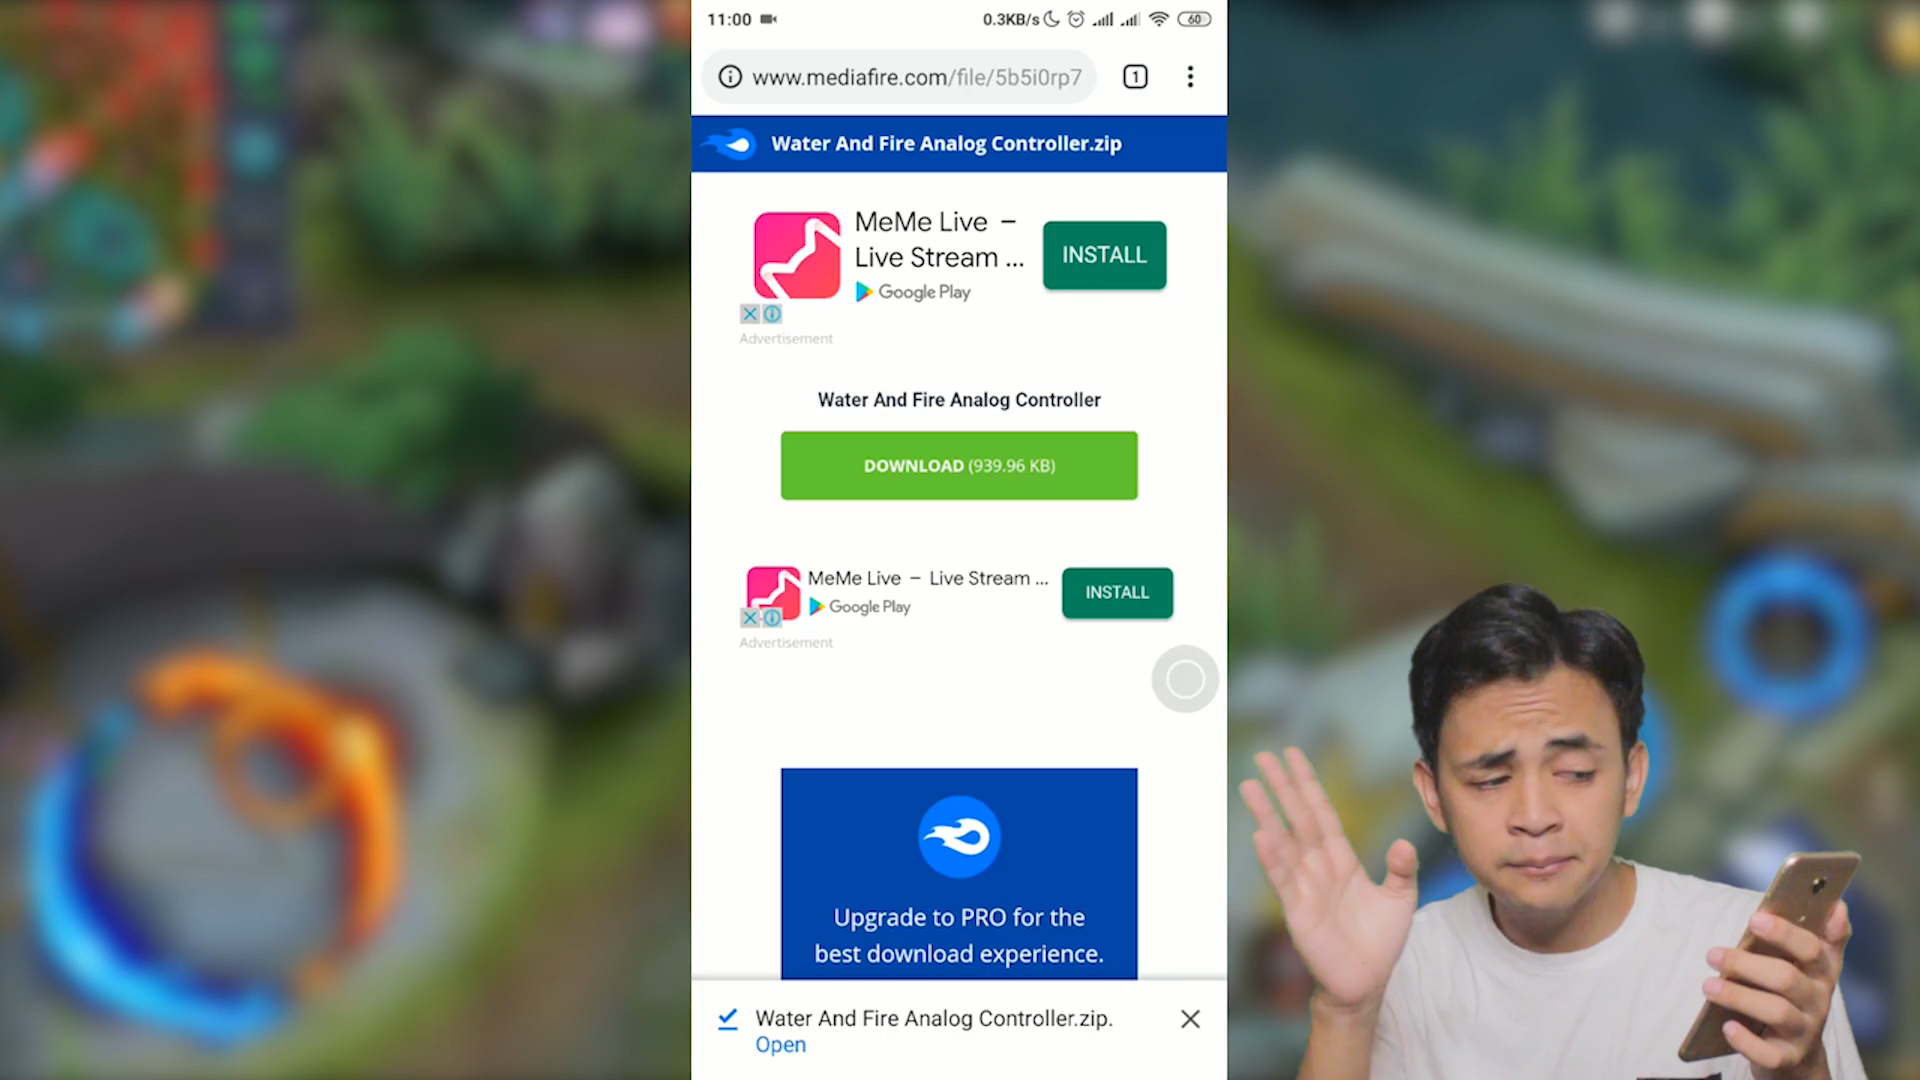 11:00
0.3KB/s
60
www.mediafire.com/file/5b5i0rp7
1
Water And Fire Analog Controller.zip
MeMe Live –
Live Stream ...
Google Play
INSTALL
Advertisement
Water And Fire Analog Controller
DOWNLOAD (939.96 KB)
MeMe Live – Live Stream ...
Google Play
INSTALL
Advertisement
Upgrade to PRO for the
best download experience.
Water And Fire Analog Controller.zip.
Open